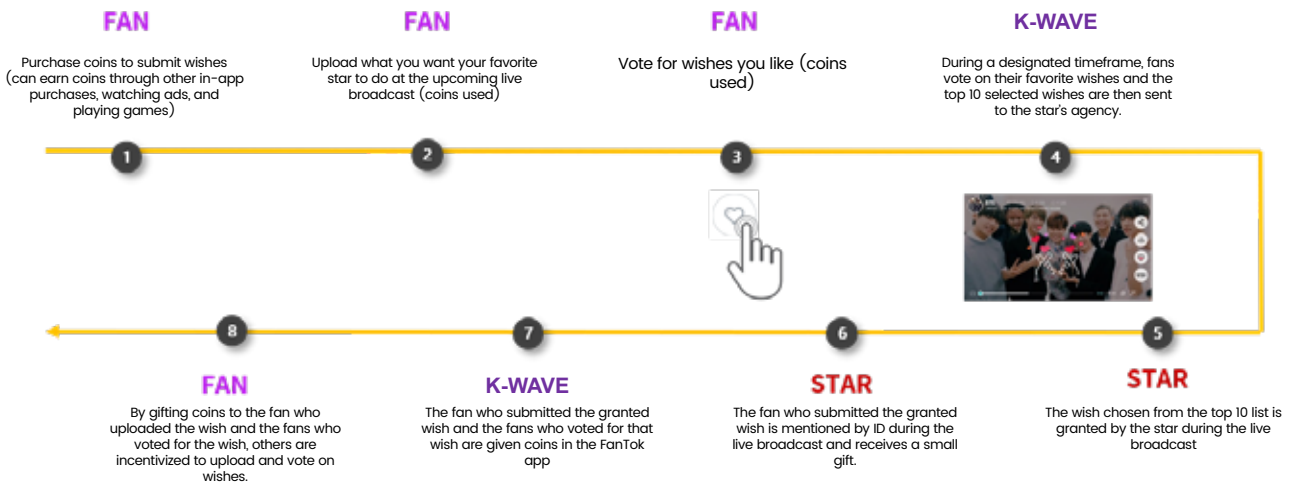 FAN
Purchase coins to submit wishes
(can earn coins through other in-app
purchases, watching ads, and
playing games)
FAN
Upload what you want your favorite
star to do at the upcoming live
broadcast (coins used)
FAN
Vote for wishes you like (coins
used)
K-WAVE
During a designated timeframe, fans
vote on their favorite wishes and the
top 10 selected wishes are then sent
to the star's agency.
1
2
3
4
8
7
6
5
FAN
By gifting coins to the fan who
uploaded the wish and the fans who
voted for the wish, others are
incentivized to upload and vote on
wishes.
K-WAVE
The fan who submitted the granted
wish and the fans who voted for that
wish are given coins in the FanTok
app
STAR
The fan who submitted the granted
wish is mentioned by ID during the
live broadcast and receives a small
gift.
STAR
The wish chosen from the top 10 list is
granted by the star during the live
broadcast